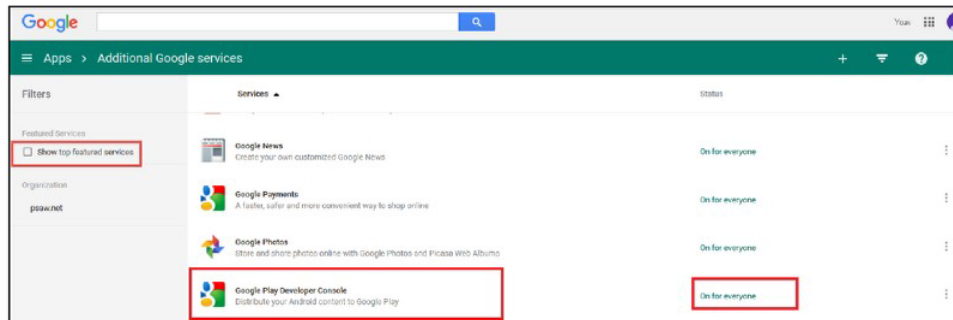 Google
You
Apps > Additional Google services
Filters
Services
Status
Featured Services
Show top featured services
Organization
psaw.net
Google News
Create your own customized Google News
On for everyone
Google Payments
A faster, safer and more convenient way to shop online
On for everyone
Google Photos
Store and share photos online with Google Photos and Picasa Web Albums
On for everyone
Google Play Developer Console
Distribute your Android content to Google Play
On for everyone